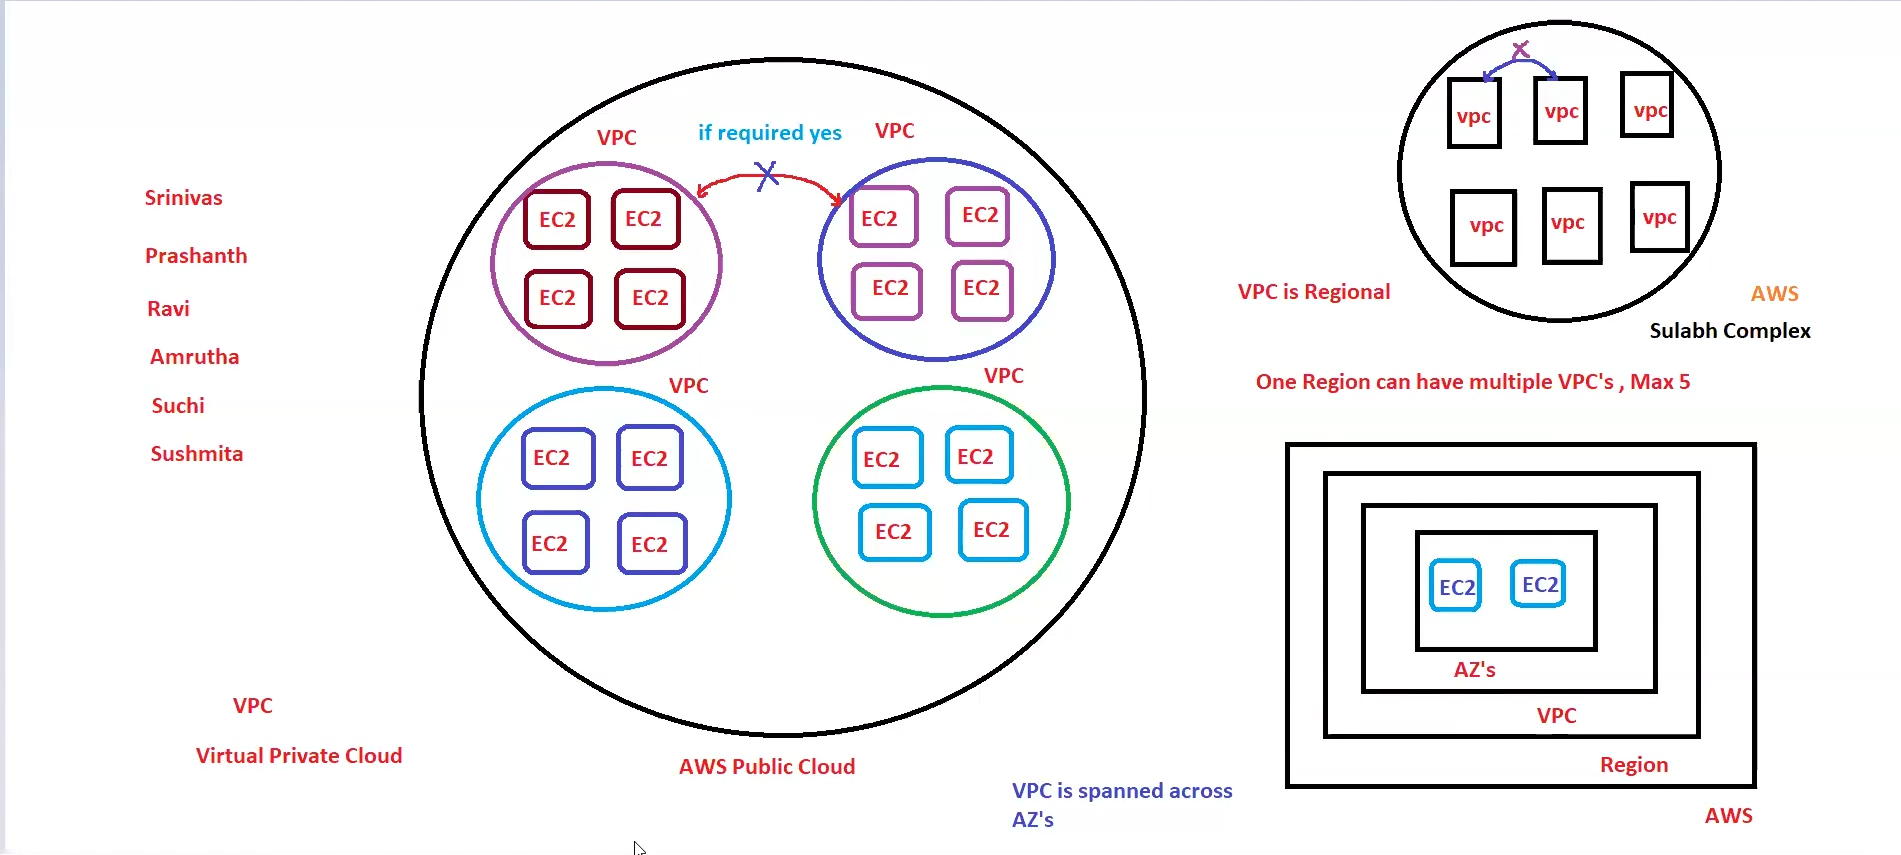 Srinivas
Prashanth
Ravi
Amrutha
Suchi
Sushmita
VPC
Virtual Private Cloud
VPC
if required yes
VPC
EC2
EC2
EC2
EC2
EC2
EC2
EC2
EC2
VPC
VPC
EC2
EC2
EC2
EC2
EC2
EC2
EC2
EC2
AWS Public Cloud
vpc
vpc
vpc
vpc
vpc
vpc
VPC is Regional
AWS
Sulabh Complex
One Region can have multiple VPC's , Max 5
EC2
EC2
AZ's
VPC
Region
AWS
VPC is spanned across
AZ's